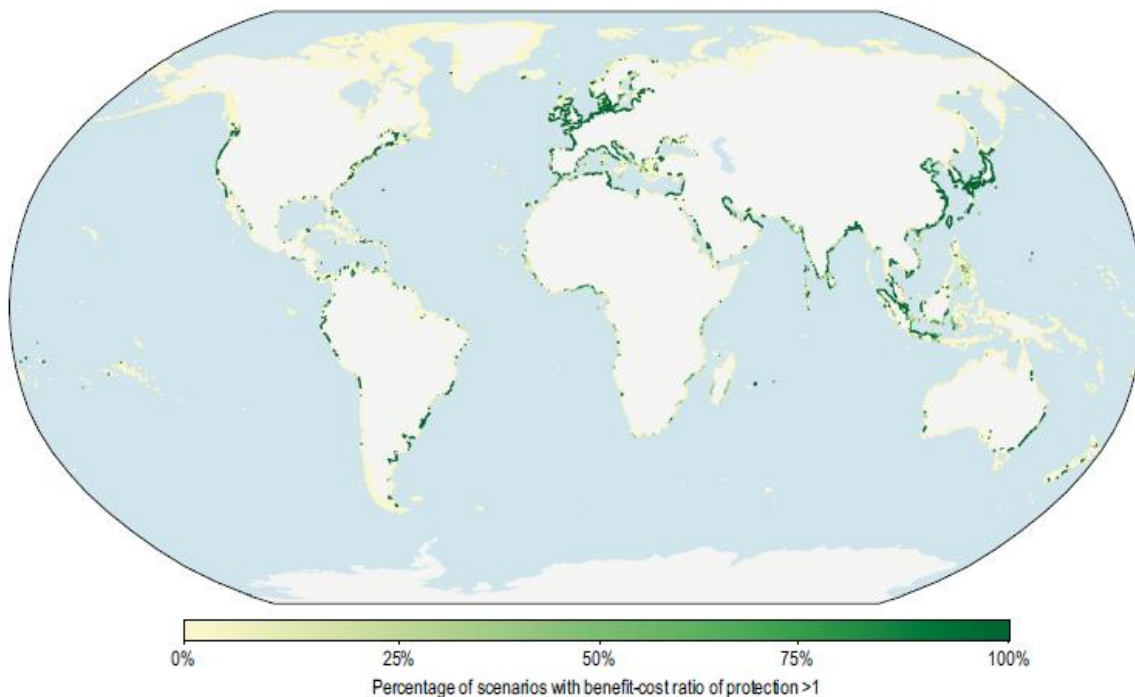 0% 25% 50% 75% 100%
Percentage of scenarios with benefit-cost ratio of protection >1